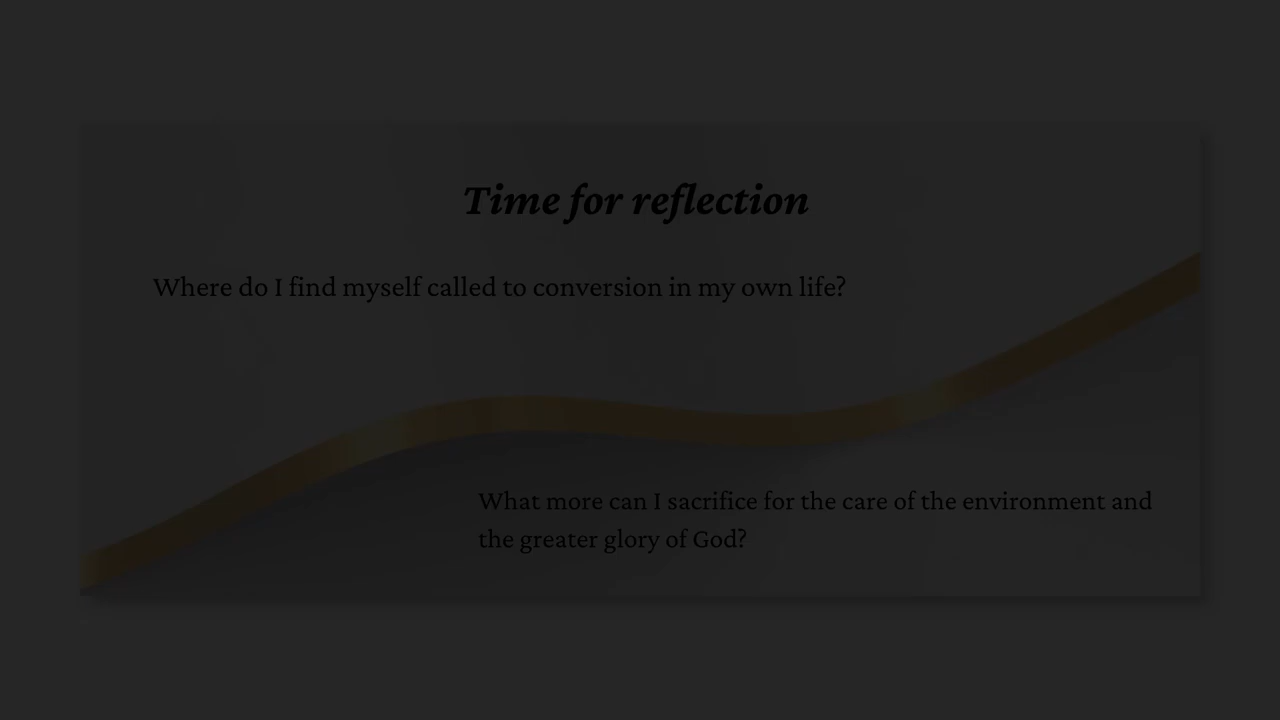 Time for reflection
Where do I find myself called to conversion in my own life?
What more can I sacrifice for the care of the environment and
the greater glory of God?